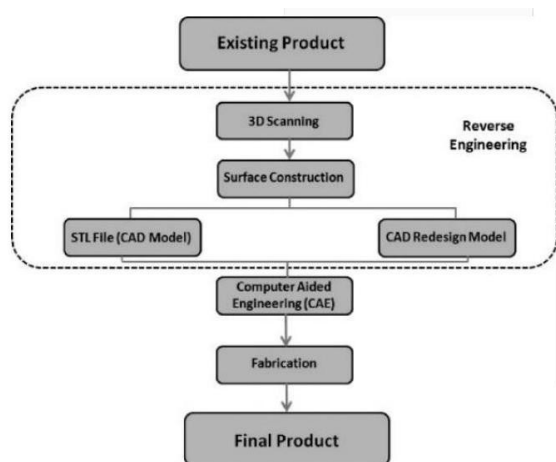 Existing Product
3D Scanning
Reverse
Engineering
Surface Construction
STL File (CAD Model)
CAD Redesign Model
Computer Aided
Engineering (CAE)
Fabrication
Final Product